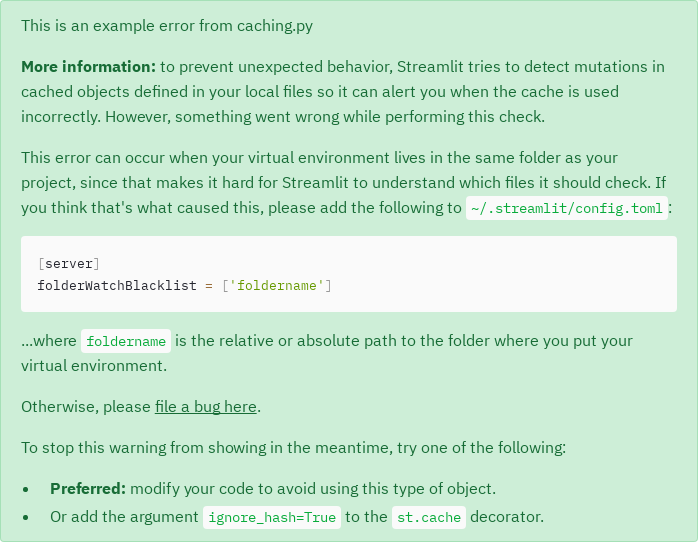 This is an example error from caching.py
More information: to prevent unexpected behavior, Streamlit tries to detect mutations in
cached objects defined in your local files so it can alert you when the cache is used
incorrectly. However, something went wrong while performing this check.
This error can occur when your virtual environment lives in the same folder as your
project, since that makes it hard for Streamlit to understand which files it should check. If
you think that's what caused this, please add the following to ~/.streamlit/config.toml:
[server]
folderWatchBlacklist = ['foldername']
...where foldername is the relative or absolute path to the folder where you put your
virtual environment.
Otherwise, please file a bug here.
To stop this warning from showing in the meantime, try one of the following:
• Preferred: modify your code to avoid using this type of object.
• Or add the argument ignore_hash=True to the st.cache decorator.